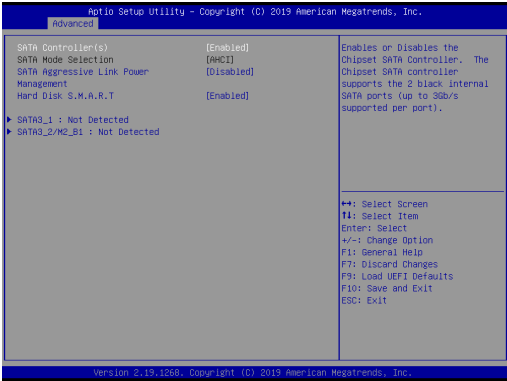 Aptio Setup Utility – Copyright (C) 2019 American Megatrends, Inc.
Advanced
SATA Controller(s) [Enabled]
SATA Mode Selection [AHCI]
SATA Aggressive Link Power [Disabled]
Management
Hard Disk S.M.A.R.T [Enabled]
SATA3_1 : Not Detected
SATA3_2/M2_B1 : Not Detected
Enables or Disables the
Chipset SATA Controller. The
Chipset SATA controller
supports the 2 black internal
SATA ports (up to 3Gb/s
supported per port).
↔: Select Screen
↑↓: Select Item
Enter: Select
+/-: Change Option
F1: General Help
F7: Discard Changes
F9: Load UEFI Defaults
F10: Save and Exit
ESC: Exit
Version 2.19.1268. Copyright (C) 2019 American Megatrends, Inc.